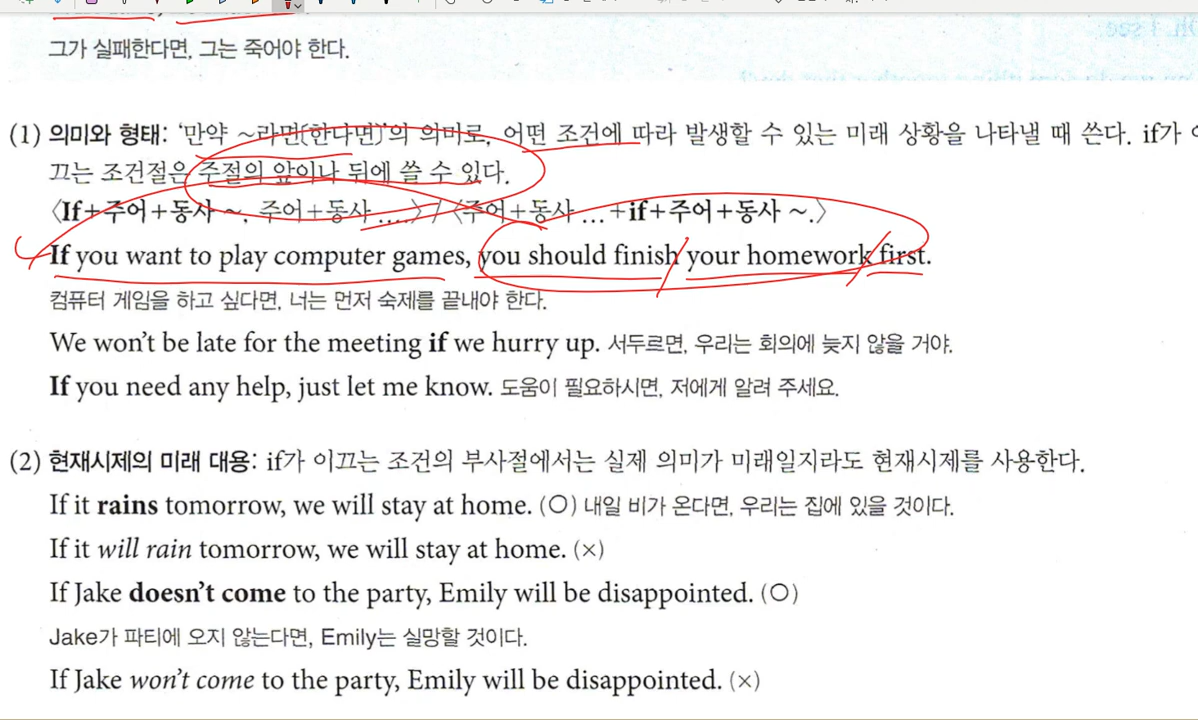 그가 실패한다면, 그는 죽어야 한다.
(1) 의미와 형태: ‘만약 ~라면(한다면)’의 의미로, 어떤 조건에 따라 발생할 수 있는 미래 상황을 나타낼 때 쓴다. if가
끄는 조건절은 주절의 앞이나 뒤에 쓸 수 있다.
〈If+주어+동사 ~, 주어+동사 ....〉 / 〈주어+동사 ...+if+주어+동사 ~.〉
If you want to play computer games, you should finish your homework first.
컴퓨터 게임을 하고 싶다면, 너는 먼저 숙제를 끝내야 한다.
We won’t be late for the meeting if we hurry up. 서두르면, 우리는 회의에 늦지 않을 거야.
If you need any help, just let me know. 도움이 필요하시면, 저에게 알려 주세요.
(2) 현재시제의 미래 대용: if가 이끄는 조건의 부사절에서는 실제 의미가 미래일지라도 현재시제를 사용한다.
If it rains tomorrow, we will stay at home. (○) 내일 비가 온다면, 우리는 집에 있을 것이다.
If it will rain tomorrow, we will stay at home. (×)
If Jake doesn’t come to the party, Emily will be disappointed. (○)
Jake가 파티에 오지 않는다면, Emily는 실망할 것이다.
If Jake won’t come to the party, Emily will be disappointed. (×)